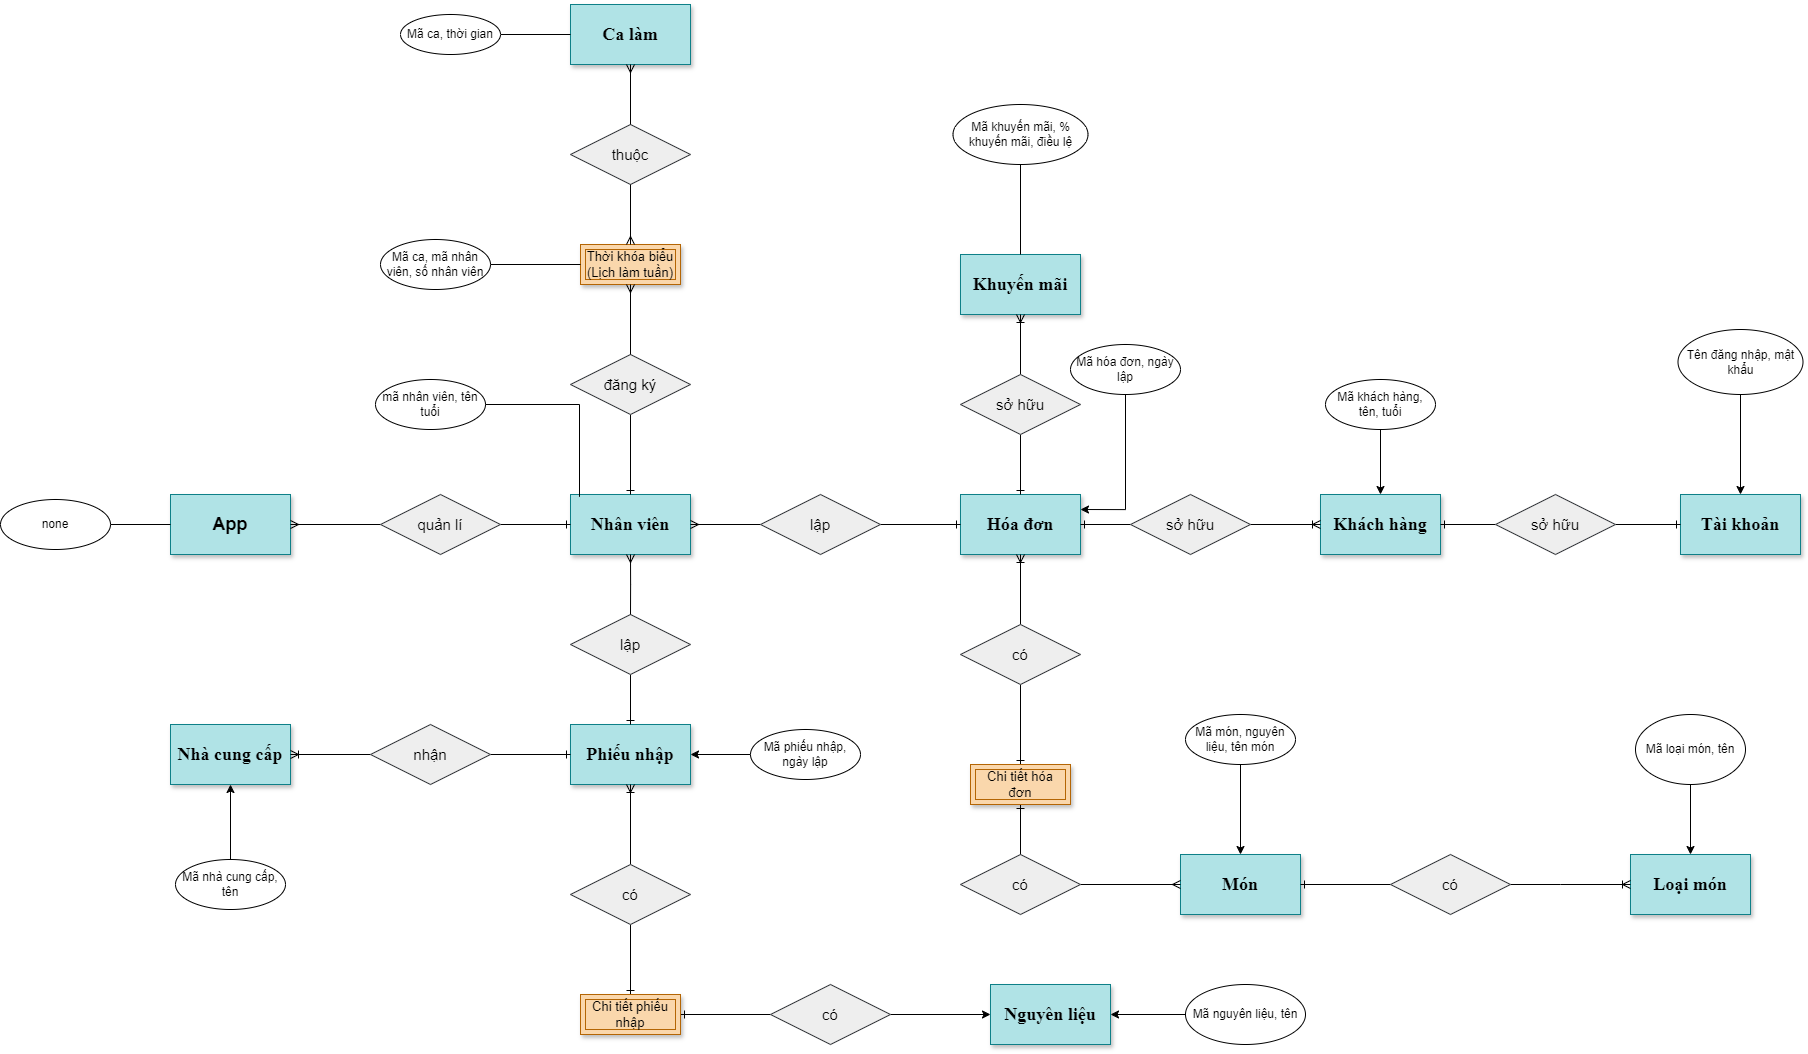 Ca làm
Mã ca, thời gian
thuộc
Mã khuyến mãi, %
khuyến mãi, điều lệ
Mã ca, mã nhân
viên, số nhân viên
Thời khóa biểu
(Lịch làm tuần)
Khuyến mãi
mã nhân viên, tên
tuổi
đăng ký
sở hữu
Mã hóa đơn, ngày
lập
Mã khách hàng,
tên, tuổi
Tên đăng nhập, mật
khẩu
none
App
quản lí
Nhân viên
lập
Hóa đơn
sở hữu
Khách hàng
sở hữu
Tài khoản
lập
có
Nhà cung cấp
nhận
Phiếu nhập
Mã phiếu nhập,
ngày lập
Mã món, nguyên
liệu, tên món
Mã loại món, tên
Chi tiết hóa
đơn
Mã nhà cung cấp,
tên
có
có
Món
có
Loại món
Chi tiết phiếu
nhập
có
Nguyên liệu
Mã nguyên liệu, tên